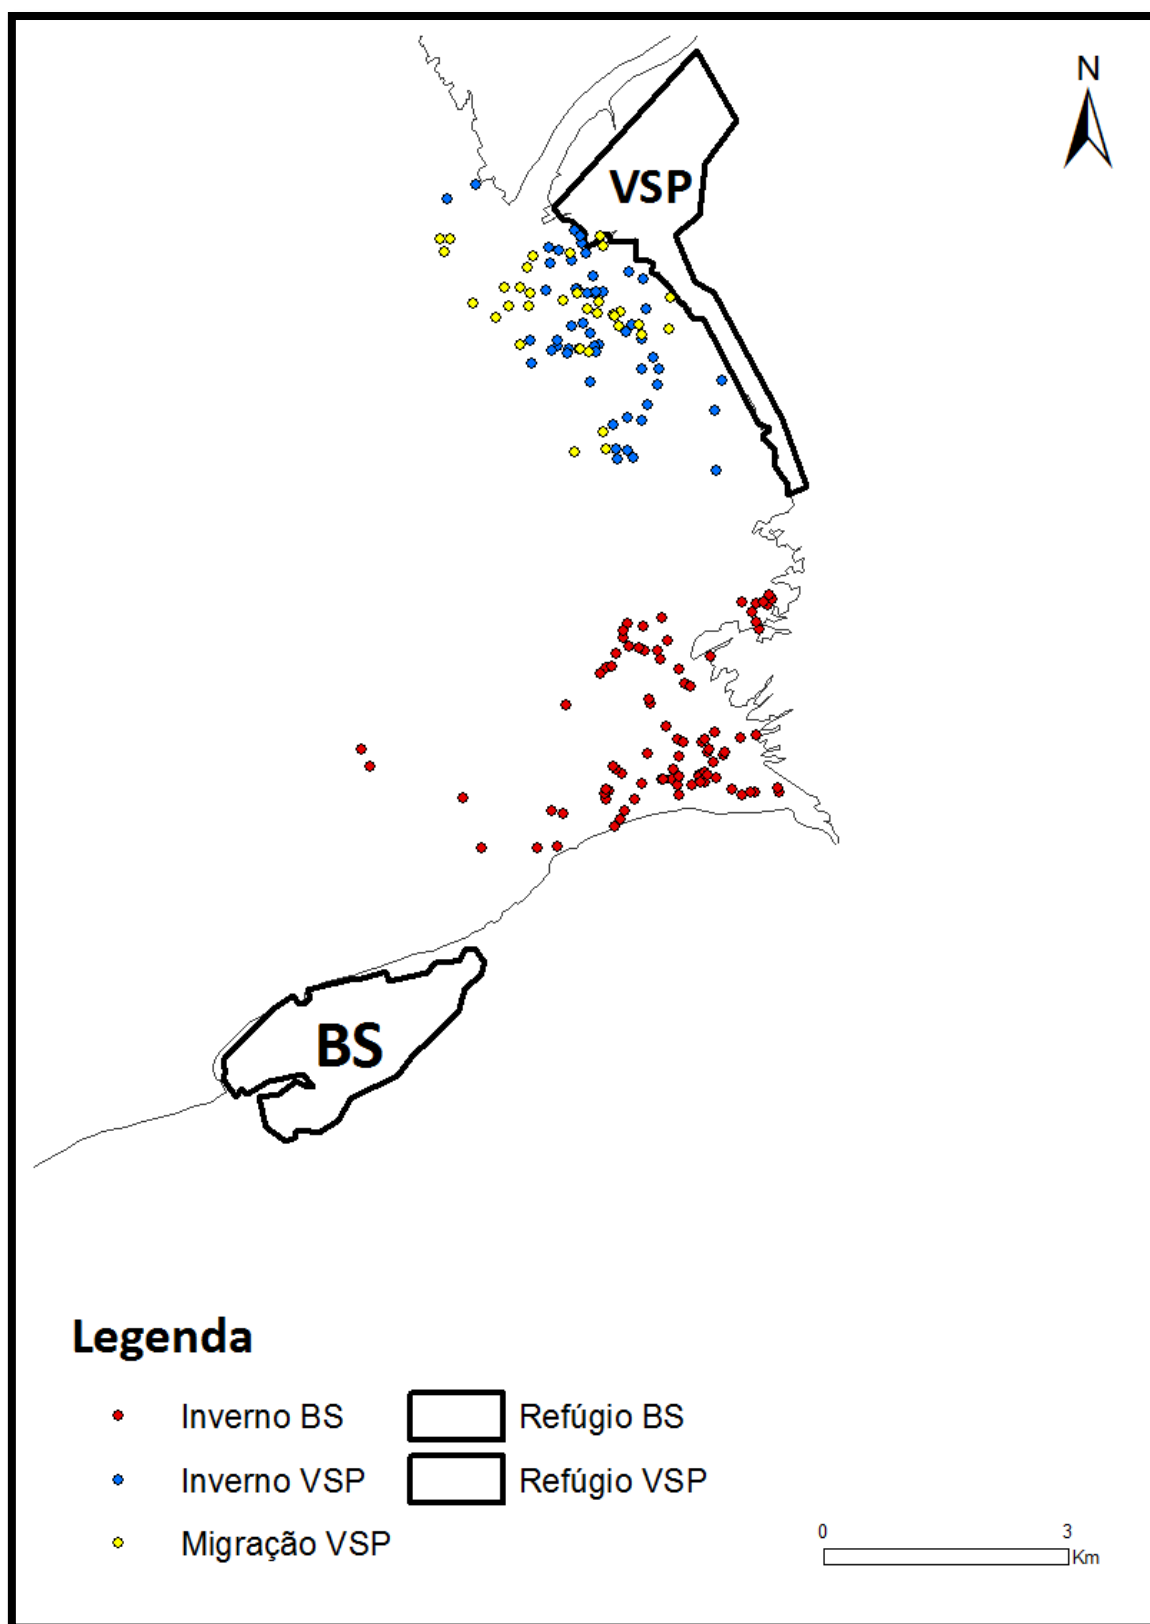 N
VSP
BS
Legenda
Inverno BS
Refúgio BS
Inverno VSP
Refúgio VSP
Migração VSP
0 3
Km